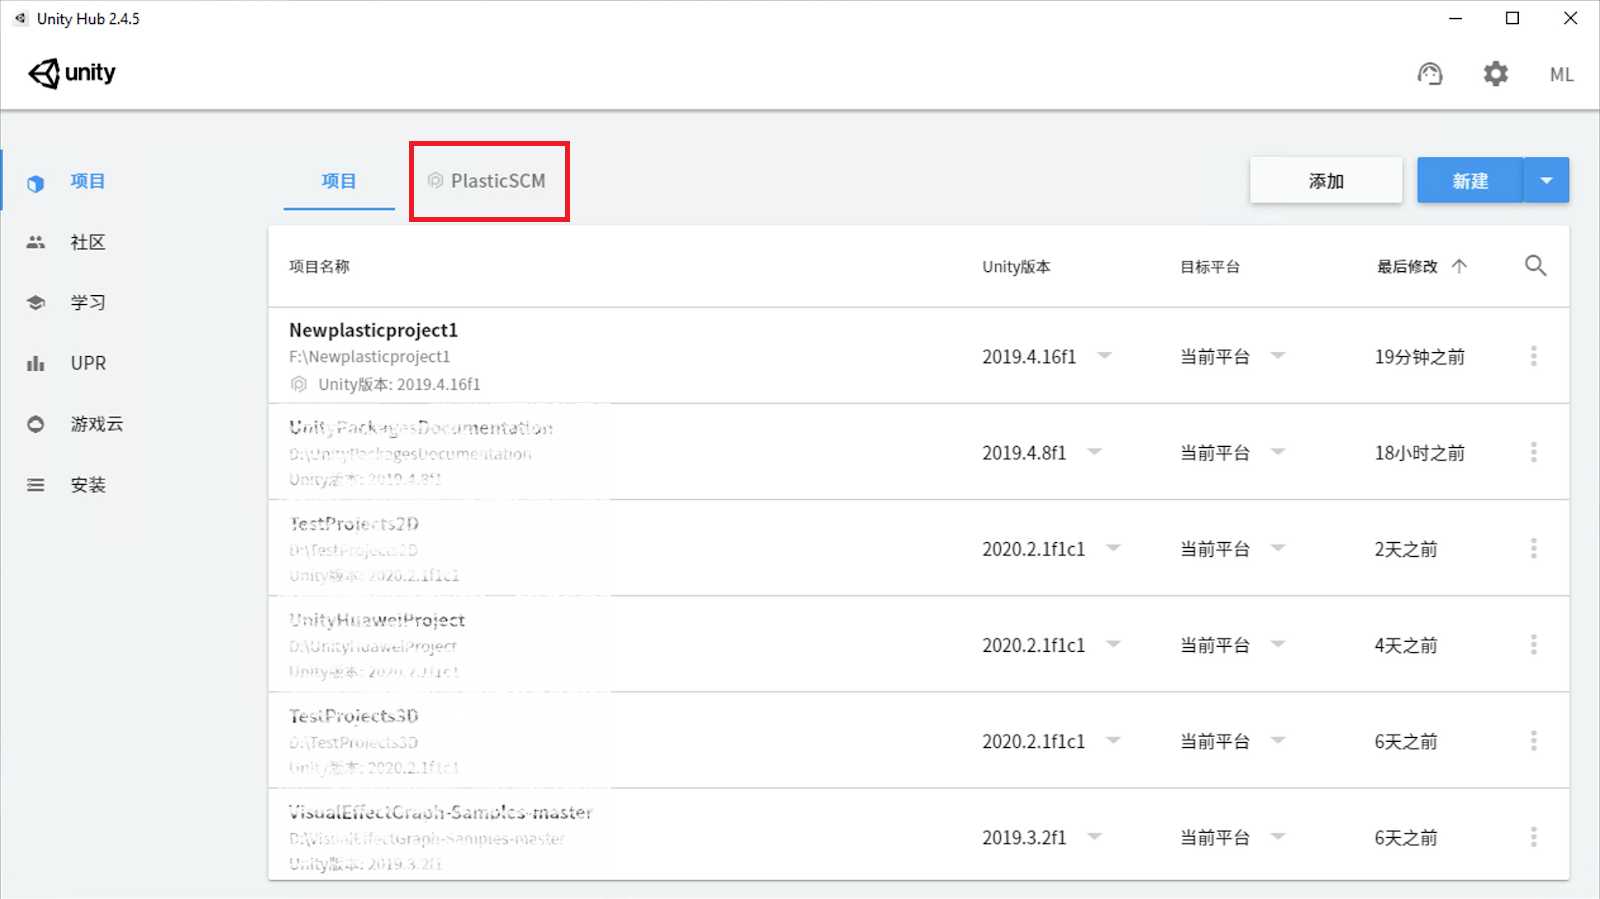 Unity Hub 2.4.5
unity
ML
项目
社区
学习
UPR
游戏云
安装
项目
PlasticSCM
添加
新建
项目名称 Unity版本 目标平台 最后修改
Newplasticproject1
F:\Newplasticproject1
Unity版本: 2019.4.16f1
2019.4.16f1 当前平台 19分钟之前
UnityPackagesDocumentation
D:\UnityPackagesDocumentation
Unity版本: 2019.4.8f1
2019.4.8f1 当前平台 18小时之前
TestProjects2D
D:\TestProjects2D
Unity版本: 2020.2.1f1c1
2020.2.1f1c1 当前平台 2天之前
UnityHuaweiProject
D:\UnityHuaweiProject
Unity版本: 2020.2.1f1c1
2020.2.1f1c1 当前平台 4天之前
TestProjects3D
D:\TestProjects3D
Unity版本: 2020.2.1f1c1
2020.2.1f1c1 当前平台 6天之前
VisualEffectGraph-Samples-master
D:\VisualEffectGraph-Samples-master
Unity版本: 2019.3.2f1
2019.3.2f1 当前平台 6天之前